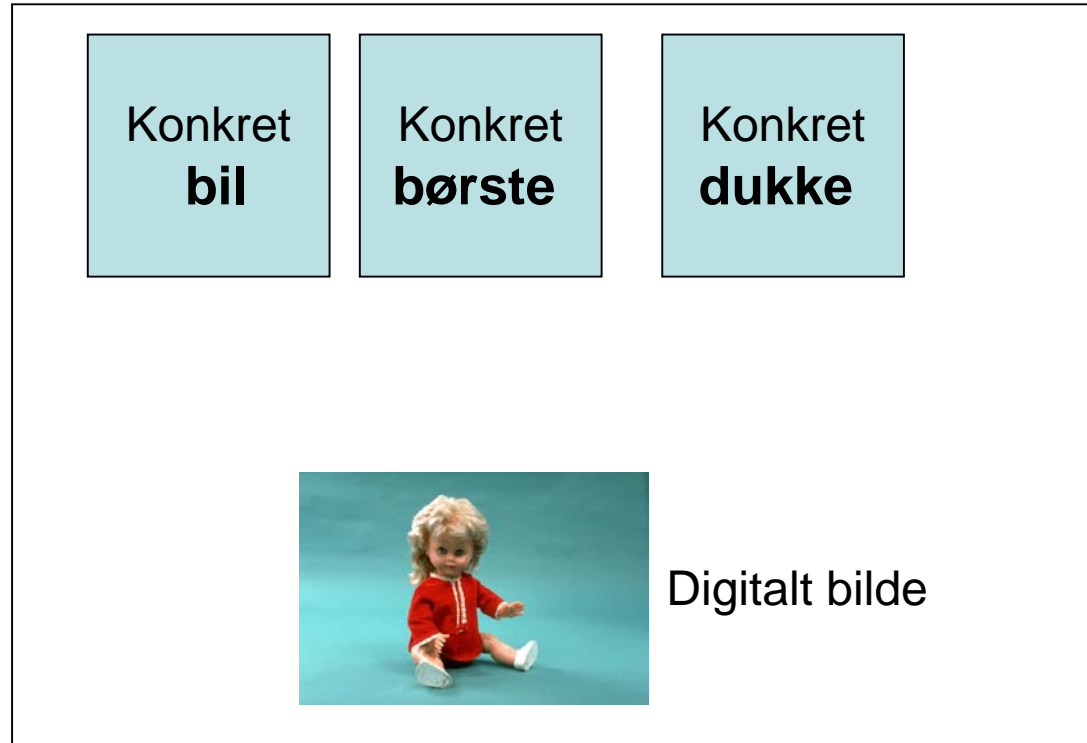 Konkret
bil
Konkret
børste
Konkret
dukke
Digitalt bilde